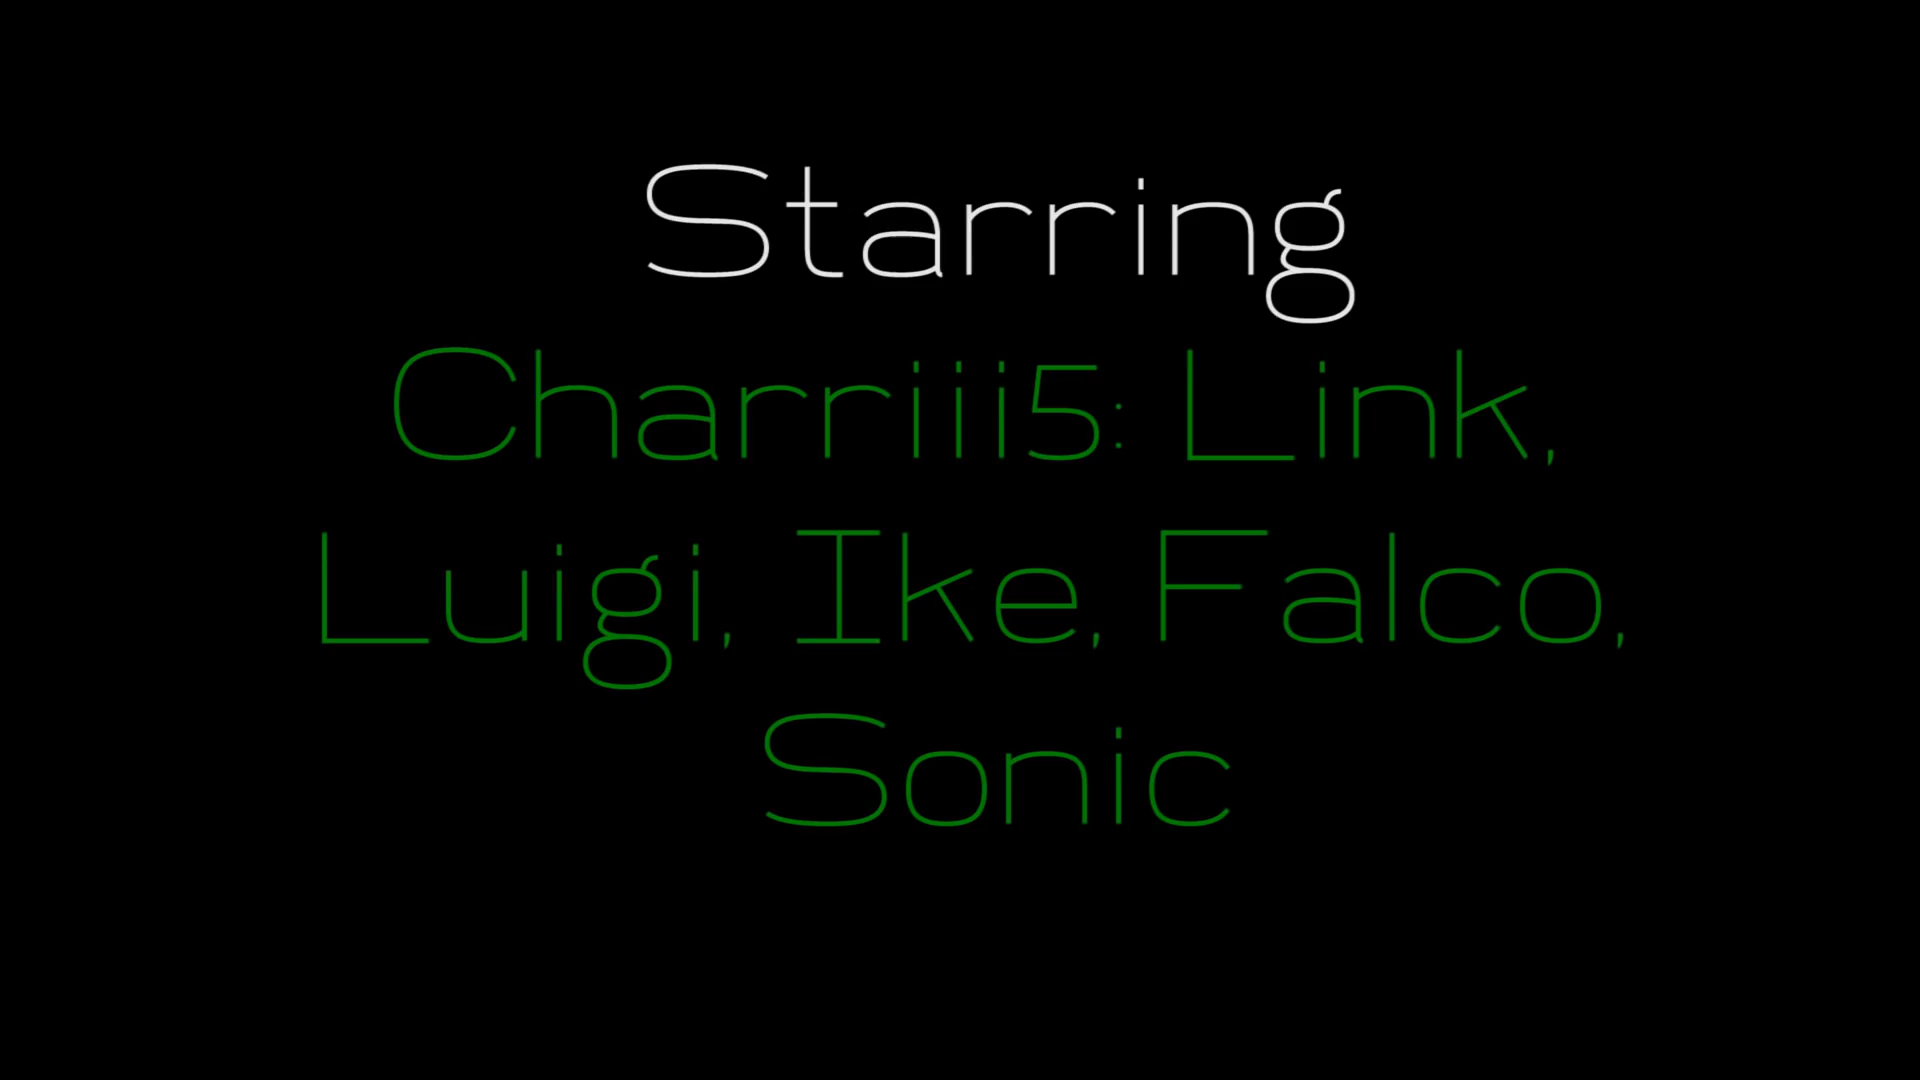 Starring
Charriii5: Link,
Luigi, Ike, Falco,
Sonic